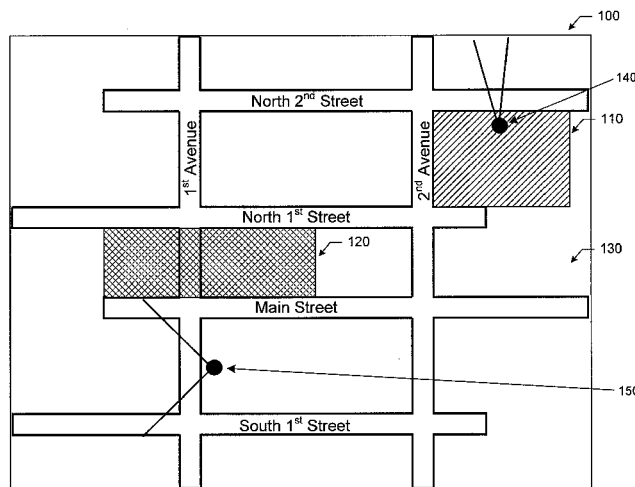 100
140
North 2nd Street
110
1st Avenue
2nd Avenue
North 1st Street
120
130
Main Street
150
South 1st Street